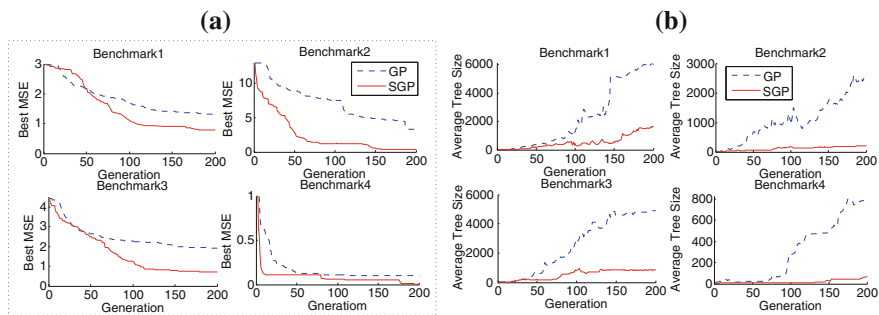 (a)
Benchmark1
Best MSE
3
2
1
0
0 50 100 150 200
Generation
Benchmark2
Best MSE
10
5
0
0 50 100 150 200
Generation
GP
SGP
Benchmark3
Best MSE
4
3
2
1
0
0 50 100 150 200
Generation
Benchmark4
Best MSE
1
0.5
0
0 50 100 150 200
Gneratiom
(b)
Benchmark1
Average Tree Size
6000
4000
2000
0
0 50 100 150 200
Generation
Benchmark2
Average Tree Size
3000
2000
1000
0
0 50 100 150 200
Generation
GP
SGP
Benchmark3
Average Tree Size
6000
4000
2000
0
0 50 100 150 200
Generation
Benchmark4
Average Tree Size
800
600
400
200
0
0 50 100 150 200
Generation